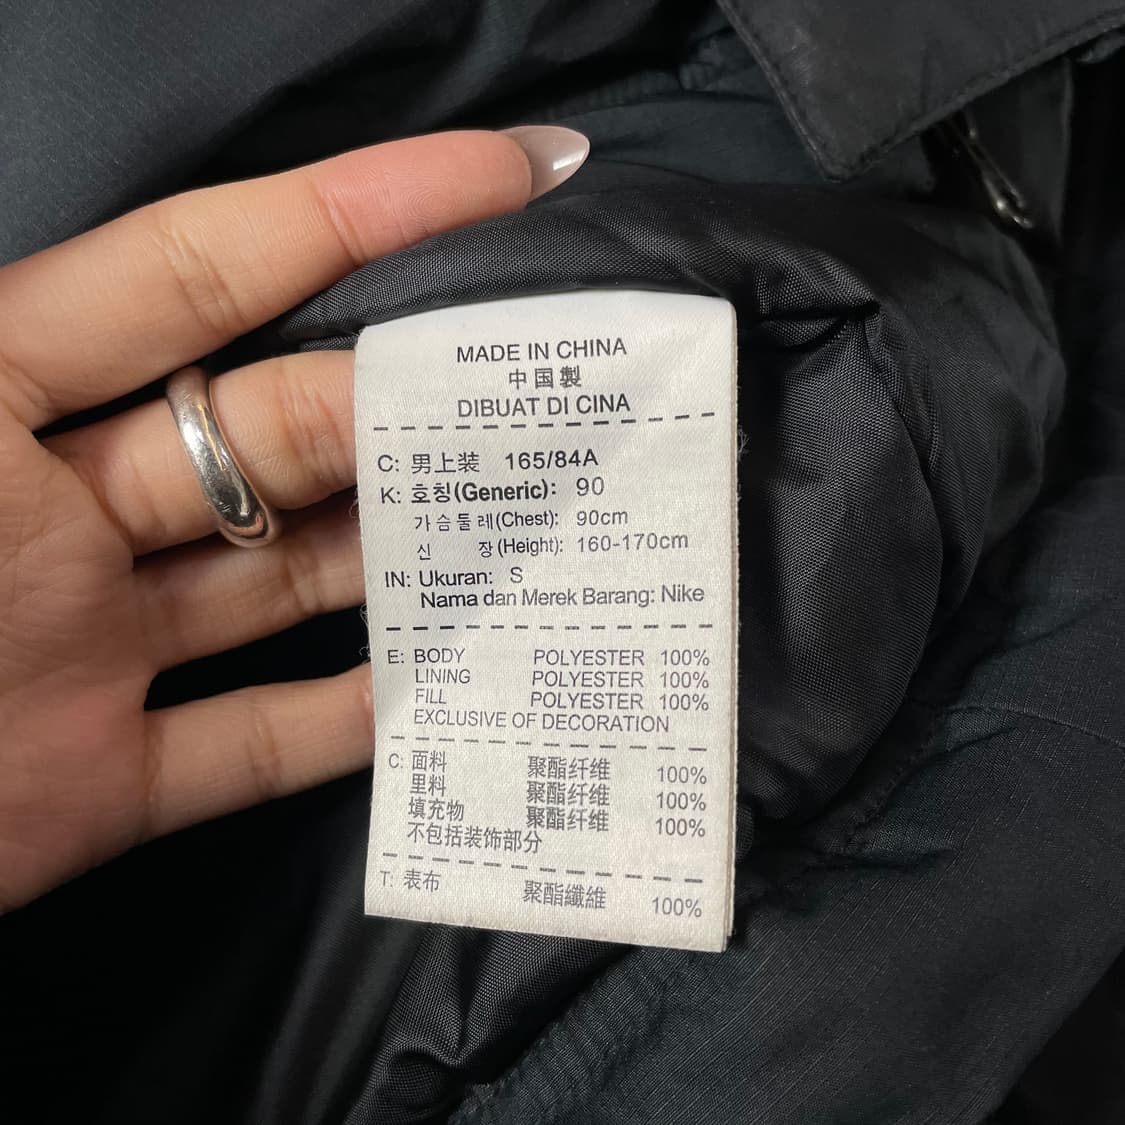 MADE IN CHINA
中国製
DIBUAT DI CINA
C: 男上装 165/84A
K: 호칭(Generic): 90
가슴둘레(Chest): 90cm
신 장(Height): 160-170cm
IN: Ukuran: S
Nama dan Merek Barang: Nike
E: BODY POLYESTER 100%
LINING POLYESTER 100%
FILL POLYESTER 100%
EXCLUSIVE OF DECORATION
C: 面料 聚酯纤维 100%
里料 聚酯纤维 100%
填充物 聚酯纤维 100%
不包括装饰部分
T: 表布 聚酯纖維 100%